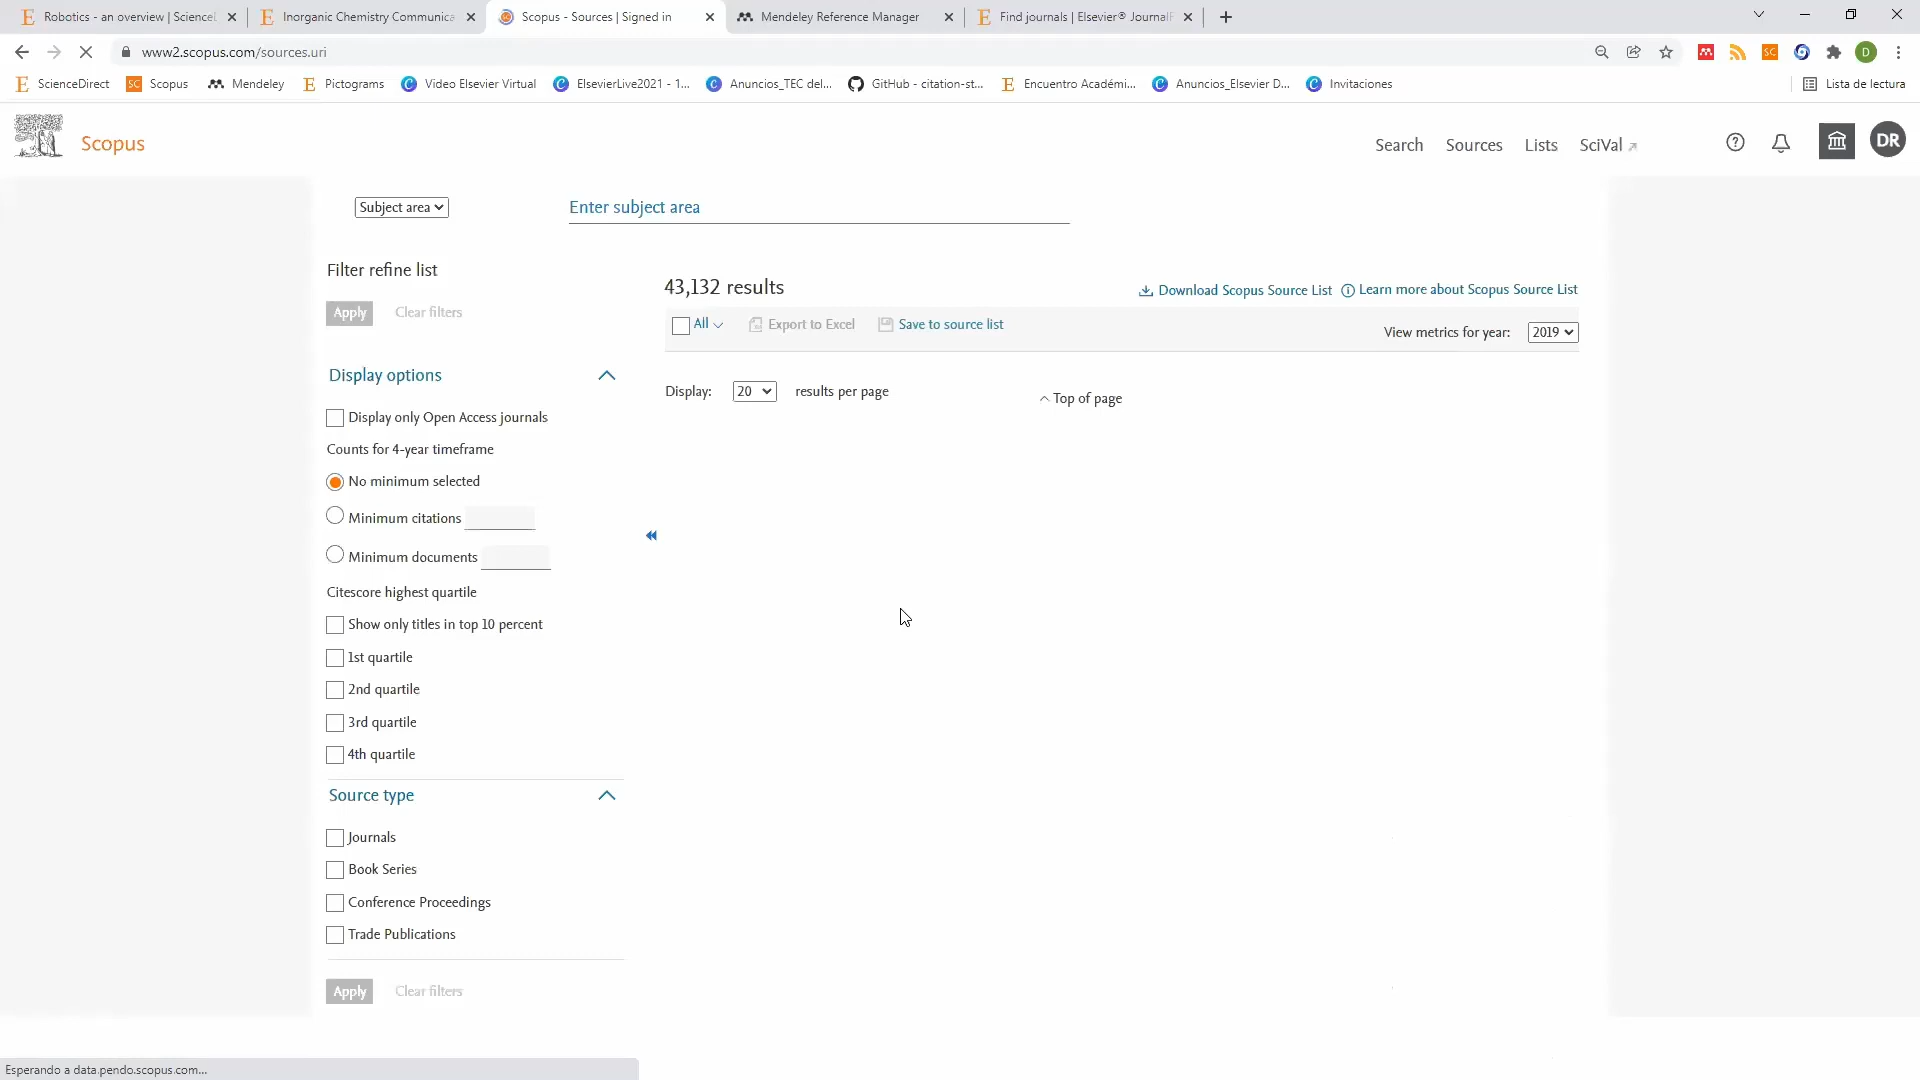 Robotics - an overview | Science
Inorganic Chemistry Communica
Scopus - Sources | Signed in
Mendeley Reference Manager
Find journals | Elsevier® JournalF
www2.scopus.com/sources.uri
SC
D
ScienceDirect
SC Scopus
Mendeley
Pictograms
Video Elsevier Virtual
ElsevierLive2021 - 1...
Anuncios_TEC del...
GitHub - citation-st...
Encuentro Académi...
Anuncios_Elsevier D...
Invitaciones
Lista de lectura
Scopus
Search
Sources
Lists
SciVal
DR
Subject area
Enter subject area
Filter refine list
Apply
Clear filters
43,132 results
Download Scopus Source List
Learn more about Scopus Source List
All
Export to Excel
Save to source list
View metrics for year:
2019
Display options
Display:
20
results per page
Top of page
Display only Open Access journals
Counts for 4-year timeframe
No minimum selected
Minimum citations
Minimum documents
Citescore highest quartile
Show only titles in top 10 percent
1st quartile
2nd quartile
3rd quartile
4th quartile
Source type
Journals
Book Series
Conference Proceedings
Trade Publications
Apply
Clear filters
Esperando a data.pendo.scopus.com...